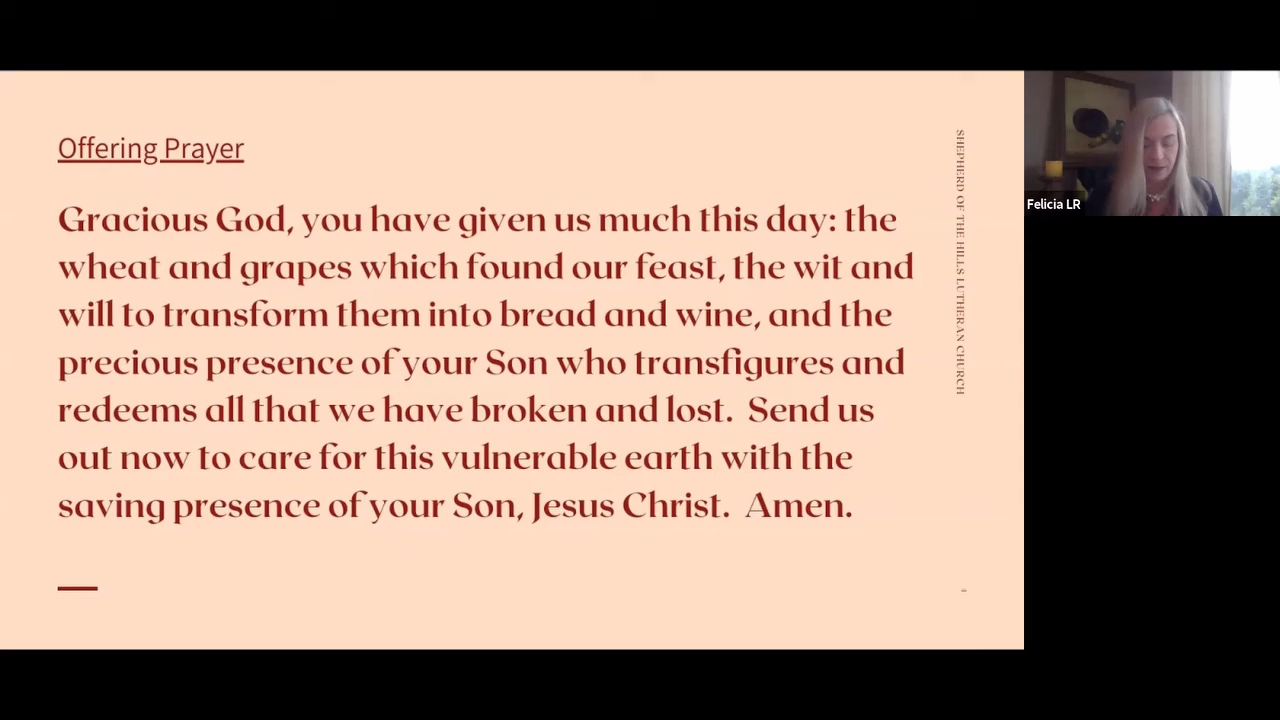 Offering Prayer
Gracious God, you have given us much this day: the
wheat and grapes which found our feast, the wit and
will to transform them into bread and wine, and the
precious presence of your Son who transfigures and
redeems all that we have broken and lost.  Send us
out now to care for this vulnerable earth with the
saving presence of your Son, Jesus Christ.  Amen.
SHEPHERD OF THE HILLS LUTHERAN CHURCH
Felicia LR